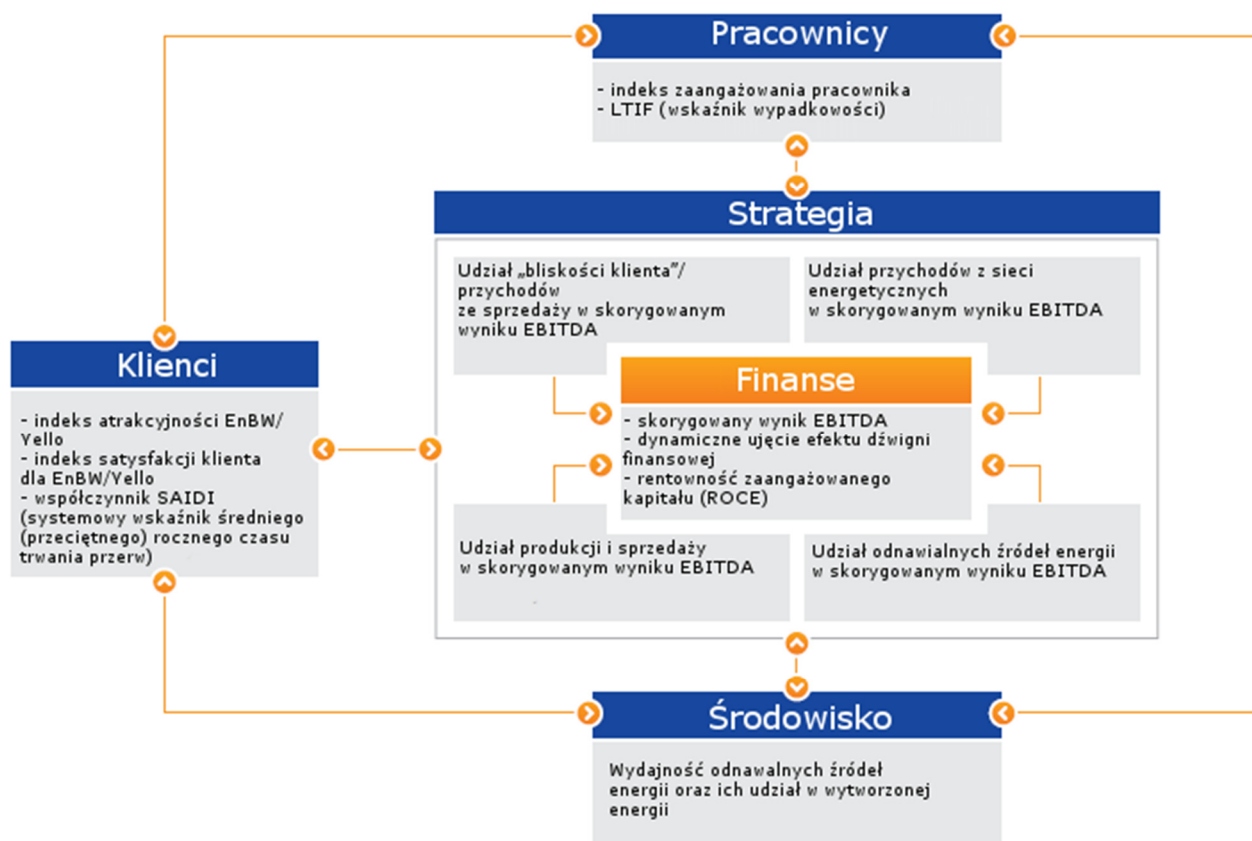 Pracownicy
- indeks zaangażowania pracownika
- LTIF (wskaźnik wypadkowości)
Strategia
Udział „bliskości klienta”/
przychodów
ze sprzedaży w skorygowanym
wyniku EBITDA
Udział przychodów z sieci
energetycznych
w skorygowanym wyniku EBITDA
Klienci
- indeks atrakcyjności EnBW/
Yello
- indeks satysfakcji klienta
dla EnBW/Yello
- współczynnik SAIDI
(systemowy wskaźnik średniego
(przeciętnego) rocznego czasu
trwania przerw)
Finanse
- skorygowany wynik EBITDA
- dynamiczne ujęcie efektu dźwigni
finansowej
- rentowność zaangażowanego
kapitału (ROCE)
Udział produkcji i sprzedaży
w skorygowanym wyniku EBITDA
Udział odnawialnych źródeł energii
w skorygowanym wyniku EBITDA
Środowisko
Wydajność odnawalnych źródeł
energii oraz ich udział w wytworzonej
energii